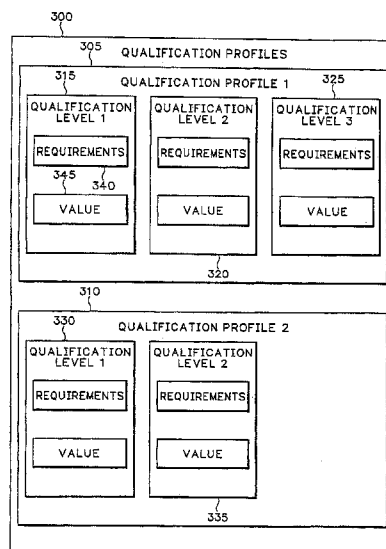 300
QUALIFICATION PROFILES
305
QUALIFICATION PROFILE 1
315
325
QUALIFICATION LEVEL 1
QUALIFICATION LEVEL 2
QUALIFICATION LEVEL 3
REQUIREMENTS
REQUIREMENTS
REQUIREMENTS
345
340
VALUE
VALUE
VALUE
320
310
QUALIFICATION PROFILE 2
330
QUALIFICATION LEVEL 1
QUALIFICATION LEVEL 2
REQUIREMENTS
REQUIREMENTS
VALUE
VALUE
335